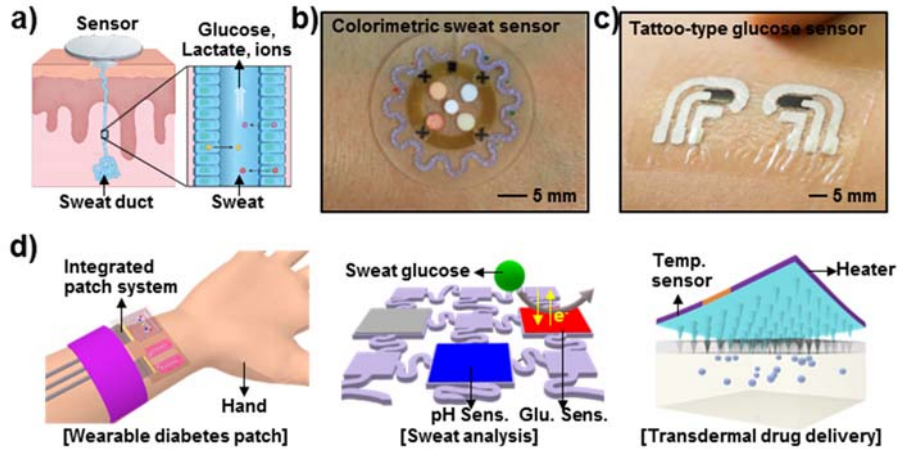 a)
Sensor
Glucose,
Lactate, ions
Sweat duct
Sweat
b)
Colorimetric sweat sensor
5 mm
c)
Tattoo-type glucose sensor
5 mm
d)
Integrated
patch system
Hand
[Wearable diabetes patch]
Sweat glucose
e-
pH Sens.
Glu. Sens.
[Sweat analysis]
Temp.
sensor
Heater
[Transdermal drug delivery]